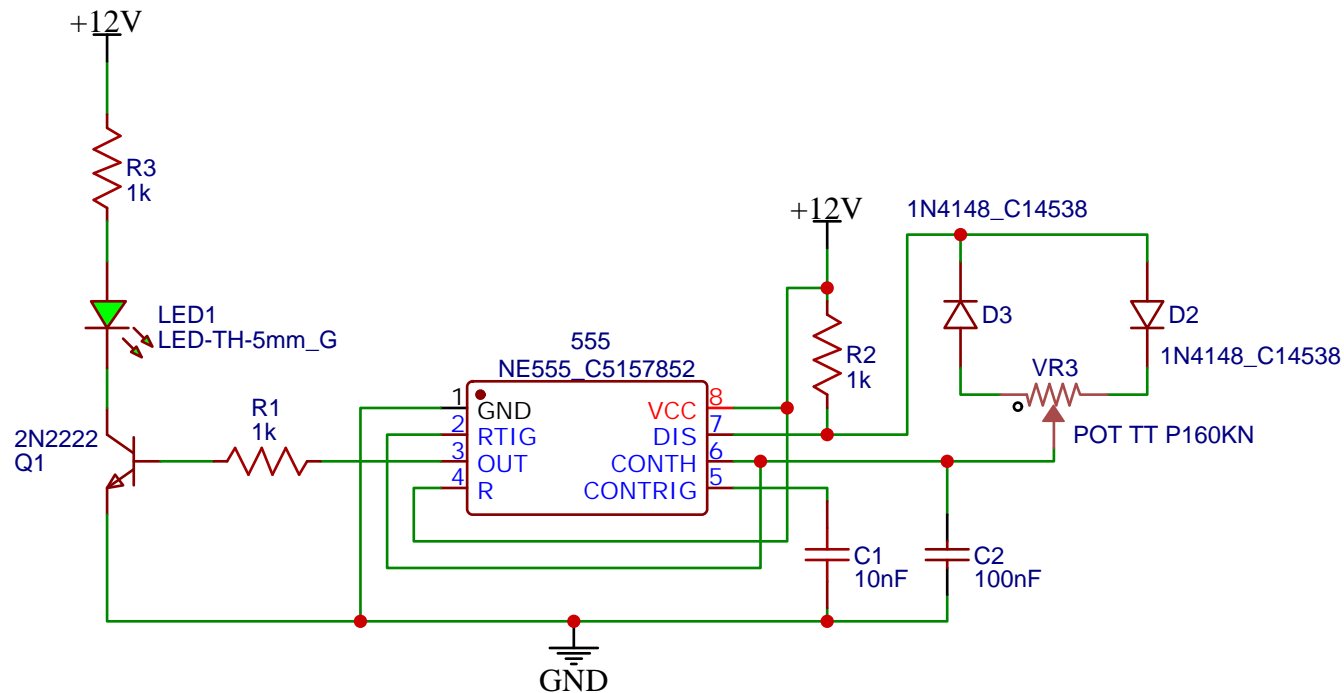 +12V
R3
1k
LED1
LED-TH-5mm_G
2N2222
Q1
R1
1k
555
NE555_C5157852
1
GND
2
RTIG
3
OUT
4
R
8
VCC
7
DIS
6
CONTH
5
CONTRIG
+12V
R2
1k
1N4148_C14538
D3
D2
1N4148_C14538
VR3
POT TT P160KN
C1
10nF
C2
100nF
GND